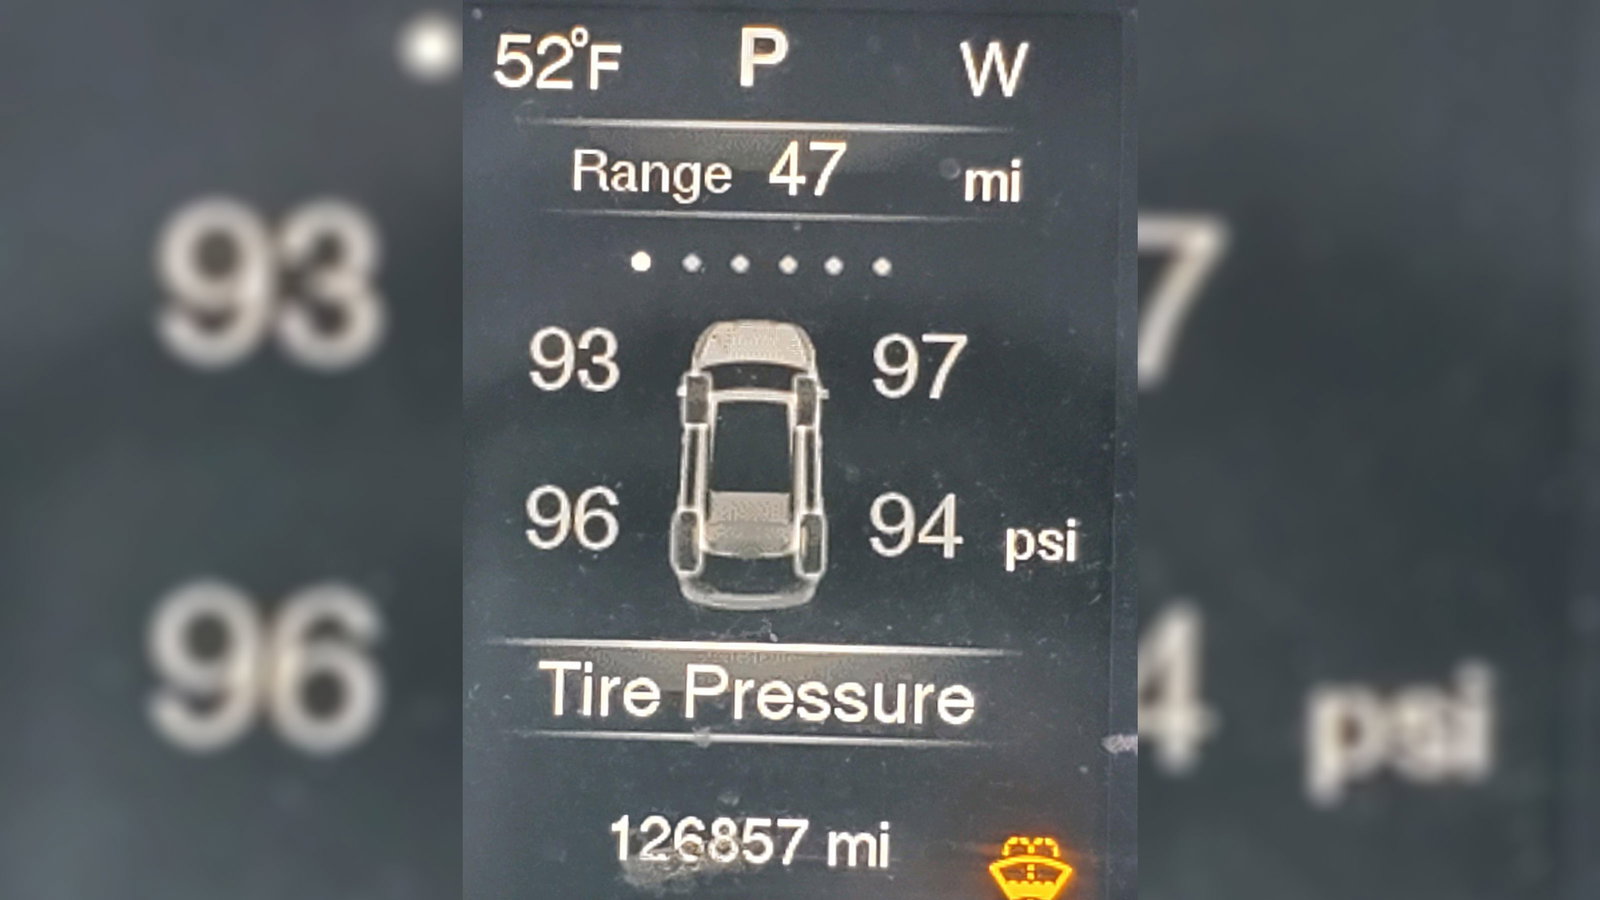 52°F P W
Range 47 mi
93 97
96 94 psi
Tire Pressure
126857 mi